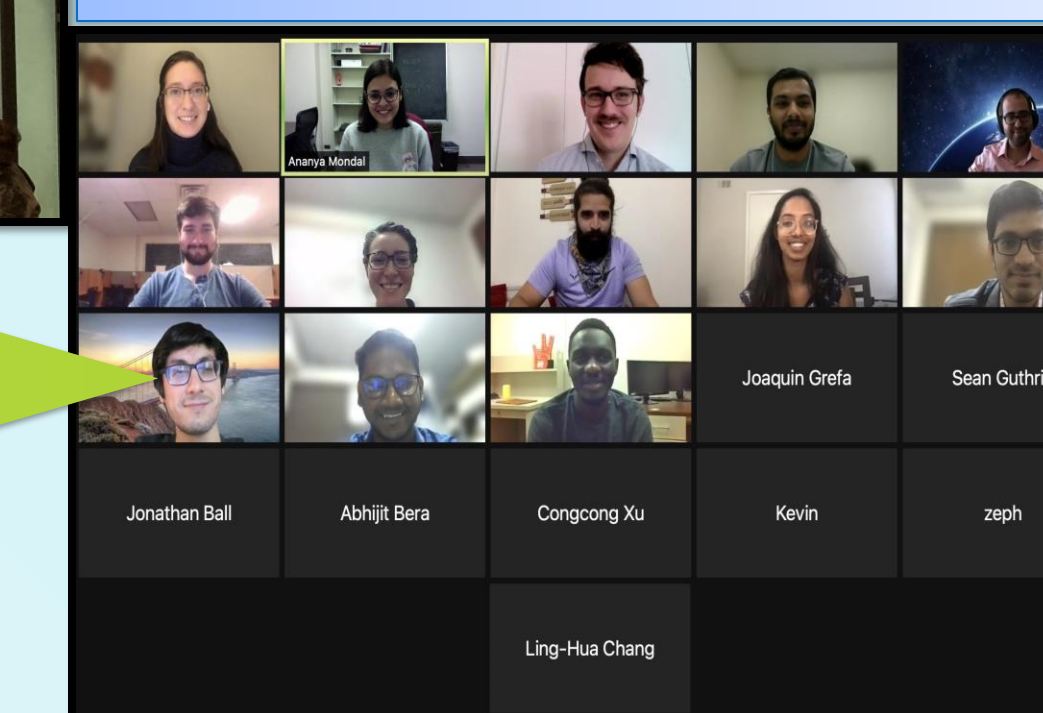 Ananya Mondal
Joaquin Grefa
Sean Guthri
Jonathan Ball
Abhijit Bera
Congcong Xu
Kevin
zeph
Ling-Hua Chang